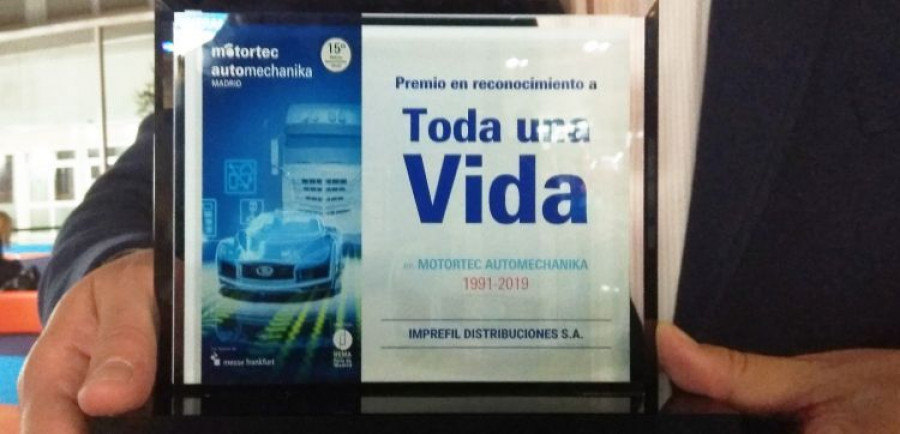 motortec
automechanika
MADRID
15º
Premio en reconocimiento a
Toda una
Vida
en MOTORTEC AUTOMECHANIKA
1991-2019
IMPREFIL DISTRIBUCIONES S.A.
messe frankfurt
IFEMA